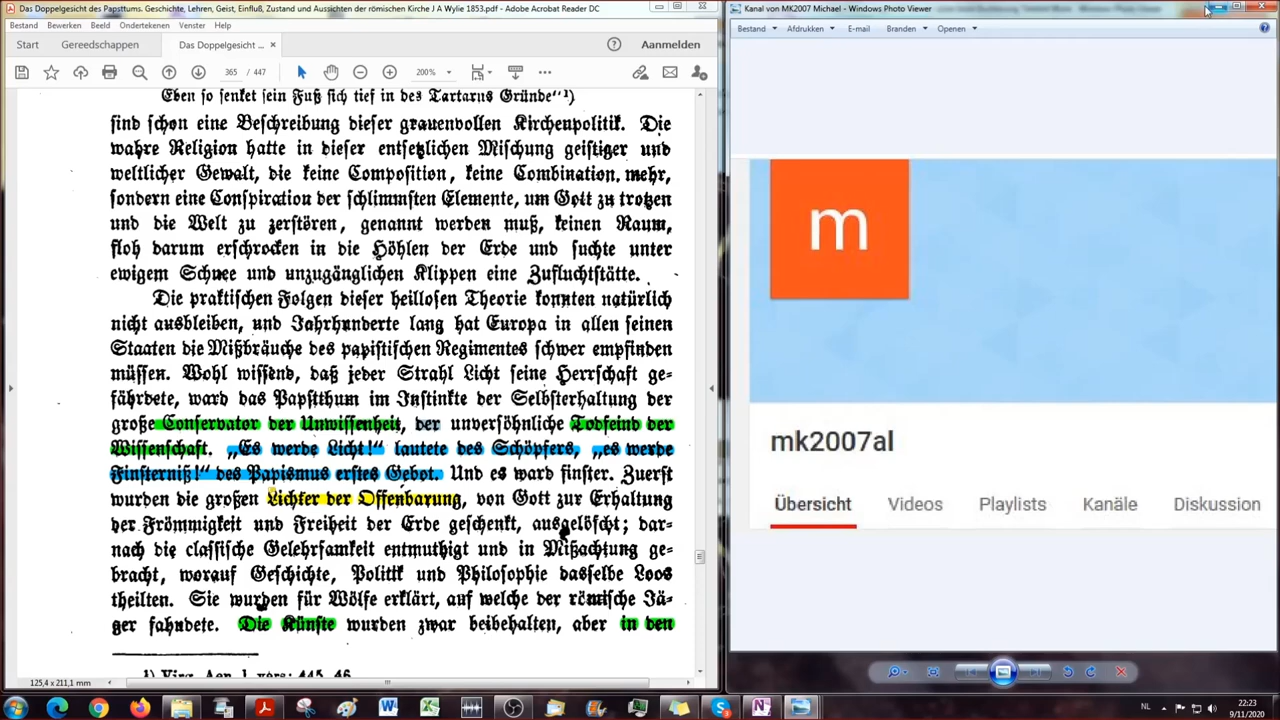 Das Doppelgesicht des Papsttums. Geschichte, Lehren, Geist, Einfluß, Zustand und Aussichten der römischen Kirche J A Wylie 1853.pdf - Adobe Acrobat Reader DC
Bestand Bewerken Beeld Ondertekenen Venster Help
Start Gereedschappen Das Doppelgesicht ... × Anmelden
365 / 447 200%
Eben so senket sein Fuß sich tief in des Tartarus Gründe“¹)
sind schon eine Beschreibung dieser grauenvollen Kirchenpolitik. Die
wahre Religion hatte in dieser entsetzlichen Mischung geistiger und
weltlicher Gewalt, die keine Composition, keine Combination mehr,
sondern eine Conspiration der schlimmsten Elemente, um Gott zu trotzen
und die Welt zu zerstören, genannt werden muß, keinen Raum,
floh darum erschrocken in die Höhlen der Erde und suchte unter
ewigem Schnee und unzugänglichen Klippen eine Zufluchtstätte.
Die praktischen Folgen dieser heillosen Theorie konnten natürlich
nicht ausbleiben, und Jahrhunderte lang hat Europa in allen seinen
Staaten die Mißbräuche des papistischen Regimentes schwer empfinden
müssen. Wohl wissend, daß jeder Strahl Licht seine Herrschaft ge-
fährdete, ward das Papstthum im Instinkte der Selbsterhaltung der
große Conservator der Unwissenheit, der unversöhnliche Todfeind der
Wissenschaft. „Es werde Licht!“ lautete des Schöpfers, „es werde
Finsterniß!“ des Papismus erstes Gebot. Und es ward finster. Zuerst
wurden die großen Lichter der Offenbarung, von Gott zur Erhaltung
der Frömmigkeit und Freiheit der Erde geschenkt, ausgelöscht; dar-
nach die classische Gelehrsamkeit entmuthigt und in Mißachtung ge-
bracht, worauf Geschichte, Politik und Philosophie dasselbe Loos
theilten. Sie wurden für Wölfe erklärt, auf welche der römische Jä-
ger fahndete. Die Künste wurden zwar beibehalten, aber in den
¹) Virg. Aen. l. vers: 445. 46.
125,4 x 211,1 mm
Kanal von MK2007 Michael - Windows Photo Viewer
Bestand Afdrukken E-mail Branden Openen
m
mk2007al
Übersicht Videos Playlists Kanäle Diskussion
NL 22:23
9/11/2020